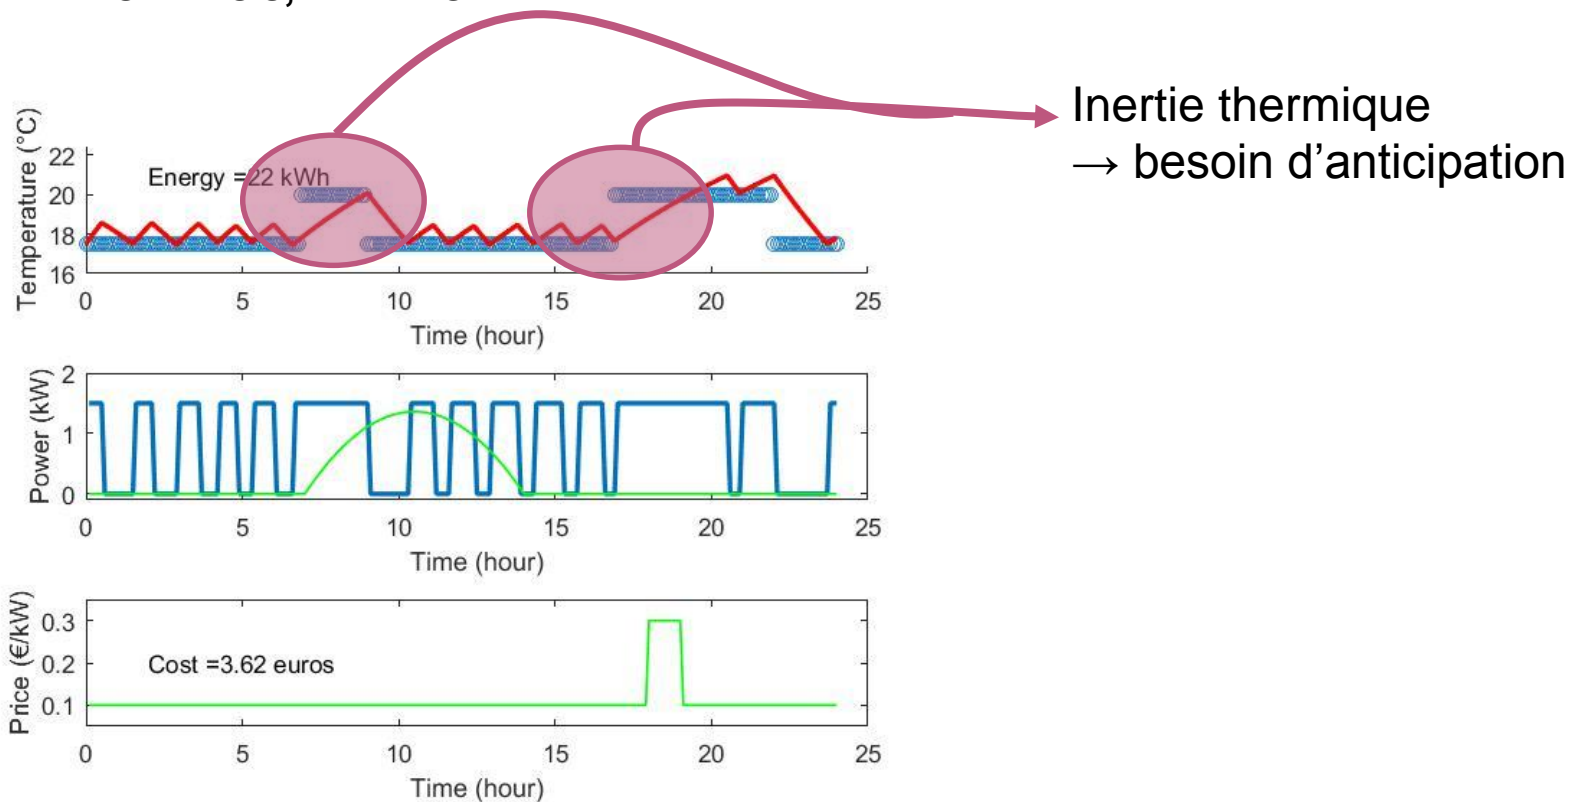 Inertie thermique
→ besoin d’anticipation
Temperature (°C)
22
20
18
16
Energy =22 kWh
0
5
10
15
20
25
Time (hour)
Power (kW)
2
1
0
0
5
10
15
20
25
Time (hour)
Price (€/kW)
0.3
0.2
0.1
Cost =3.62 euros
0
5
10
15
20
25
Time (hour)